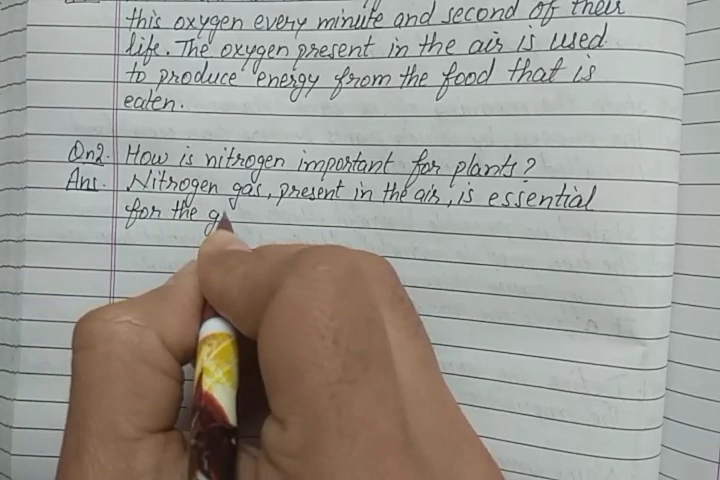 this oxygen every minute and second of their
life. The oxygen present in the air is used
to produce energy from the food that is
eaten.
Qn2. How is nitrogen important for plants?
Ans. Nitrogen gas, present in the air, is essential
for the g